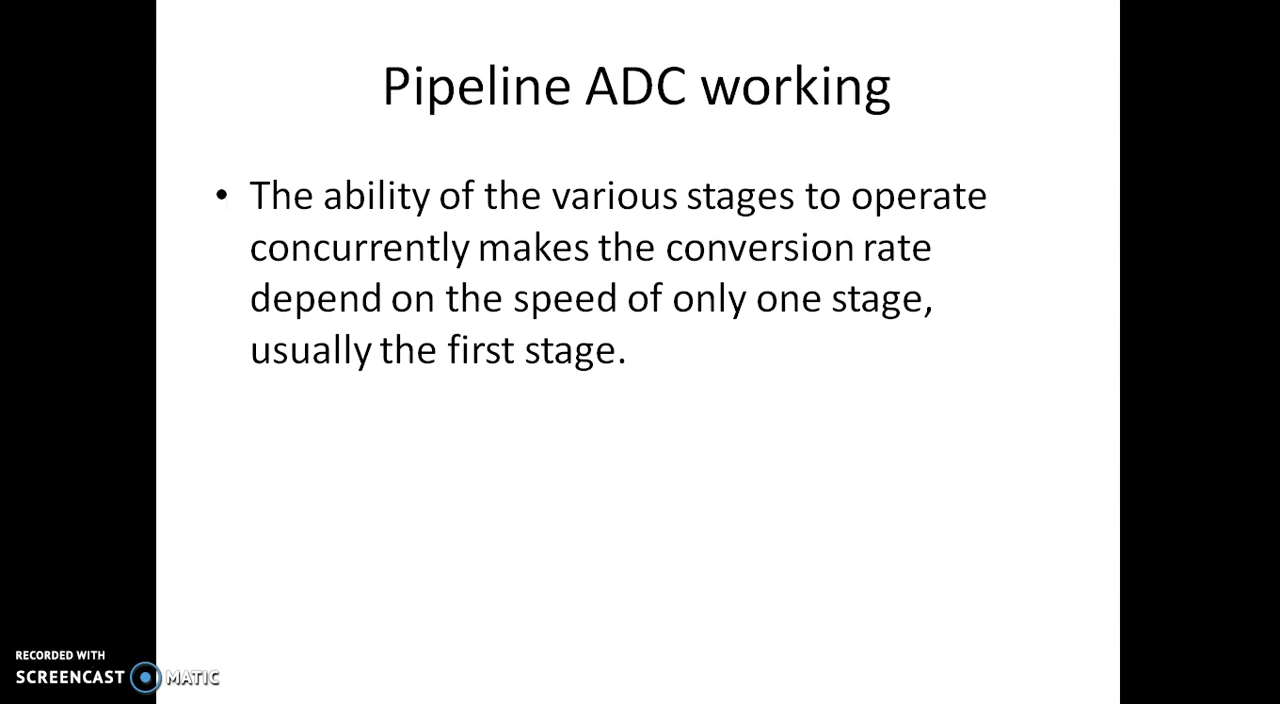 Pipeline ADC working
• The ability of the various stages to operate
concurrently makes the conversion rate
depend on the speed of only one stage,
usually the first stage.
RECORDED WITH
SCREENCAST MATIC